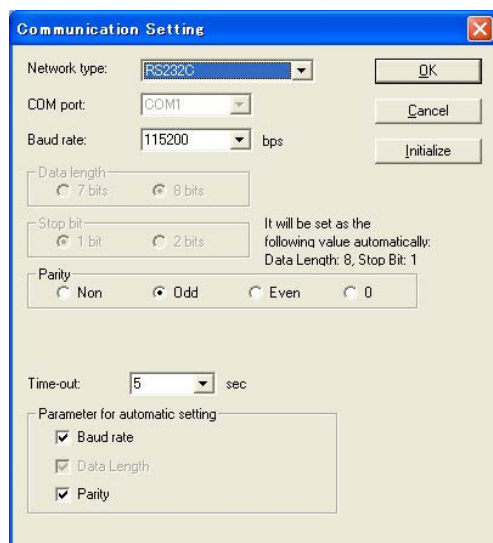 Communication Setting
Network type: RS232C OK
COM port: COM1 Cancel
Baud rate: 115200 bps Initialize
Data length
7 bits 8 bits
Stop bit
1 bit 2 bits
It will be set as the
following value automatically:
Data Length: 8, Stop Bit: 1
Parity
Non Odd Even 0
Time-out: 5 sec
Parameter for automatic setting
Baud rate
Data Length
Parity